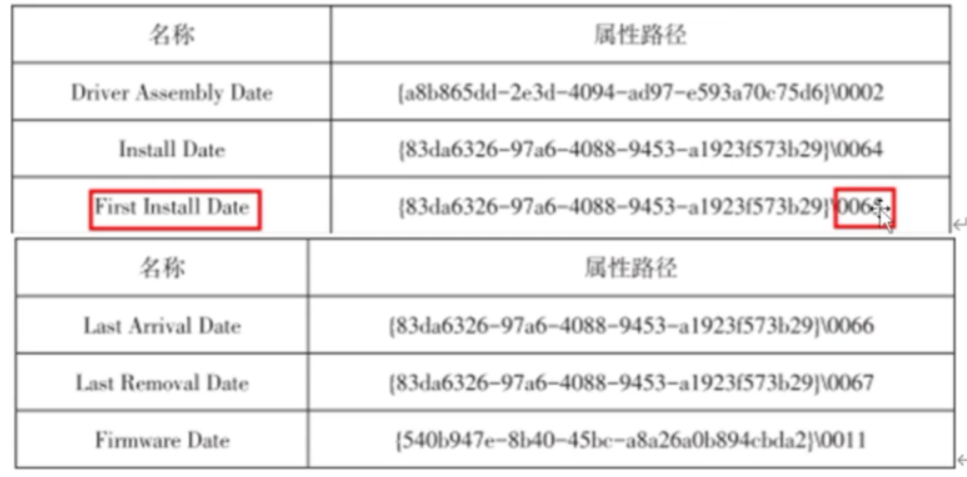 名称 属性路径
Driver Assembly Date {a8b865dd-2e3d-4094-ad97-e593a70c75d6}\0002
Install Date {83da6326-97a6-4088-9453-a1923f573b29}\0064
First Install Date {83da6326-97a6-4088-9453-a1923f573b29}
名称 属性路径
Last Arrival Date {83da6326-97a6-4088-9453-a1923f573b29}\0066
Last Removal Date {83da6326-97a6-4088-9453-a1923f573b29}\0067
Firmware Date {540b947e-8b40-45bc-a8a26a0b894cbda2}\0011